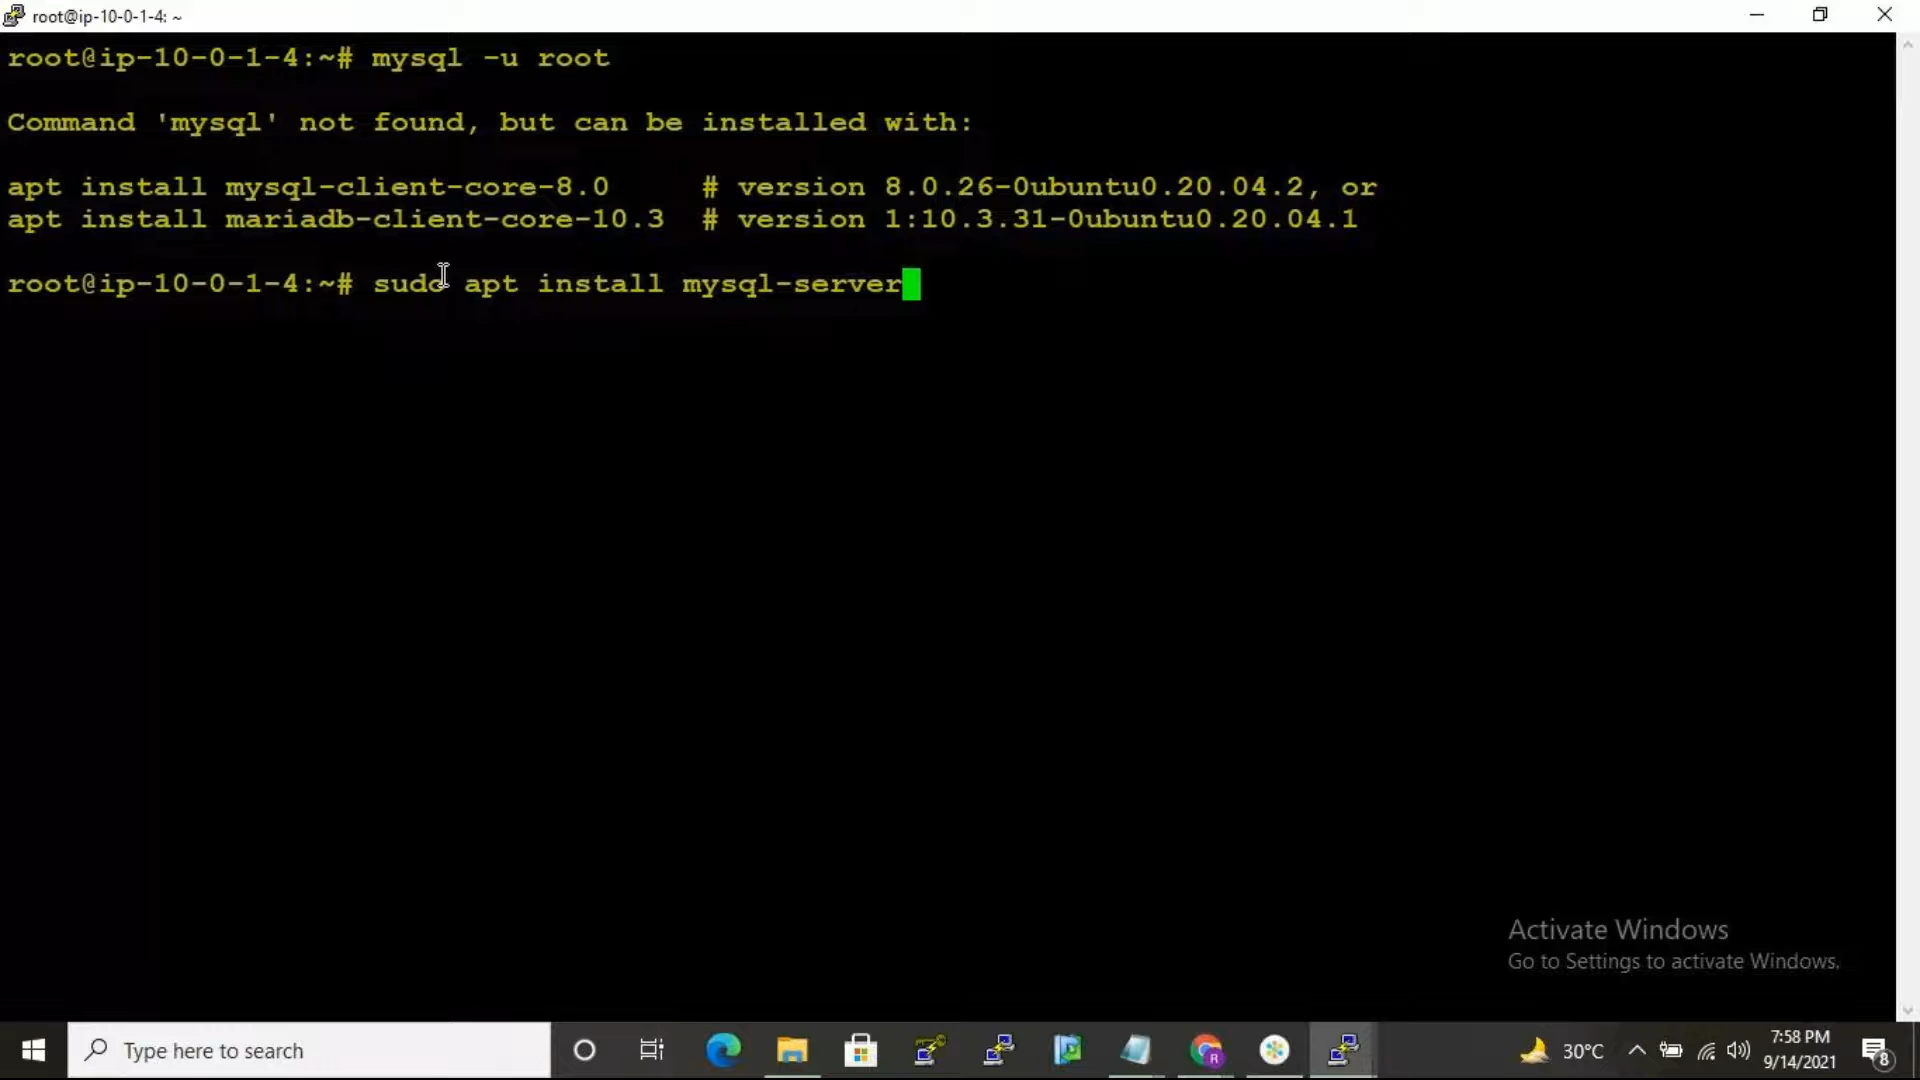 root@ip-10-0-1-4: ~
root@ip-10-0-1-4:~# mysql -u root
Command 'mysql' not found, but can be installed with:
apt install mysql-client-core-8.0     # version 8.0.26-0ubuntu0.20.04.2, or
apt install mariadb-client-core-10.3  # version 1:10.3.31-0ubuntu0.20.04.1
root@ip-10-0-1-4:~# sudo apt install mysql-server
Activate Windows
Go to Settings to activate Windows.
Type here to search
R
30°C
7:58 PM
9/14/2021
8